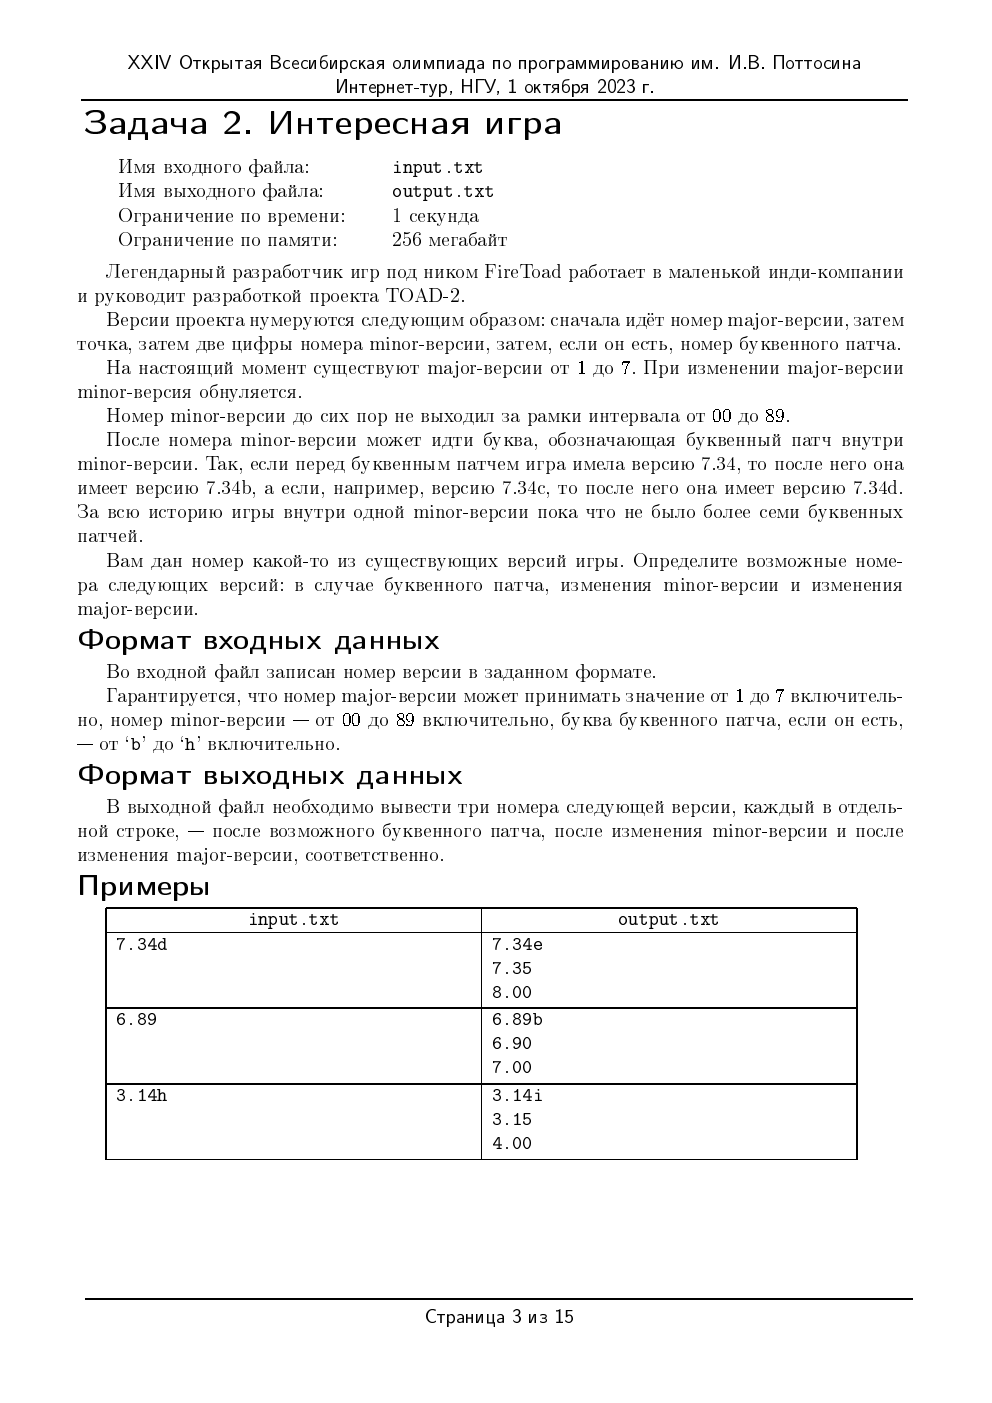 XXIV Открытая Всесибирская олимпиада по программированию им. И.В. Поттосина
Интернет-тур, НГУ, 1 октября 2023 г.
Задача 2. Интересная игра
Имя входного файла: input.txt
Имя выходного файла: output.txt
Ограничение по времени: 1 секунда
Ограничение по памяти: 256 мегабайт
Легендарный разработчик игр под ником FireToad работает в маленькой инди-компании
и руководит разработкой проекта TOAD-2.
Версии проекта нумеруются следующим образом: сначала идёт номер major-версии, затем
точка, затем две цифры номера minor-версии, затем, если он есть, номер буквенного патча.
На настоящий момент существуют major-версии от 1 до 7. При изменении major-версии
minor-версия обнуляется.
Номер minor-версии до сих пор не выходил за рамки интервала от 00 до 89.
После номера minor-версии может идти буква, обозначающая буквенный патч внутри
minor-версии. Так, если перед буквенным патчем игра имела версию 7.34, то после него она
имеет версию 7.34b, а если, например, версию 7.34c, то после него она имеет версию 7.34d.
За всю историю игры внутри одной minor-версии пока что не было более семи буквенных
патчей.
Вам дан номер какой-то из существующих версий игры. Определите возможные номе-
ра следующих версий: в случае буквенного патча, изменения minor-версии и изменения
major-версии.
Формат входных данных
Во входной файл записан номер версии в заданном формате.
Гарантируется, что номер major-версии может принимать значение от 1 до 7 включитель-
но, номер minor-версии — от 00 до 89 включительно, буква буквенного патча, если он есть,
— от ‘b’ до ‘h’ включительно.
Формат выходных данных
В выходной файл необходимо вывести три номера следующей версии, каждый в отдель-
ной строке, — после возможного буквенного патча, после изменения minor-версии и после
изменения major-версии, соответственно.
Примеры
input.txt output.txt
7.34d 7.34e
7.35
8.00
6.89 6.89b
6.90
7.00
3.14h 3.14i
3.15
4.00
Страница 3 из 15